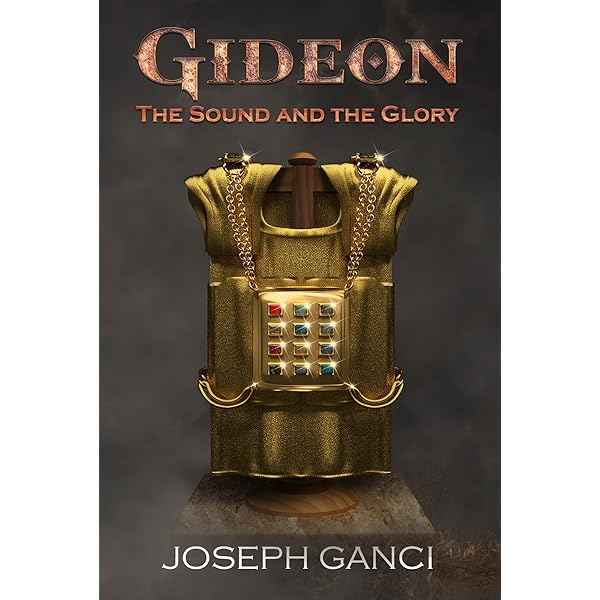 GIDEON
THE SOUND AND THE GLORY
JOSEPH GANCI